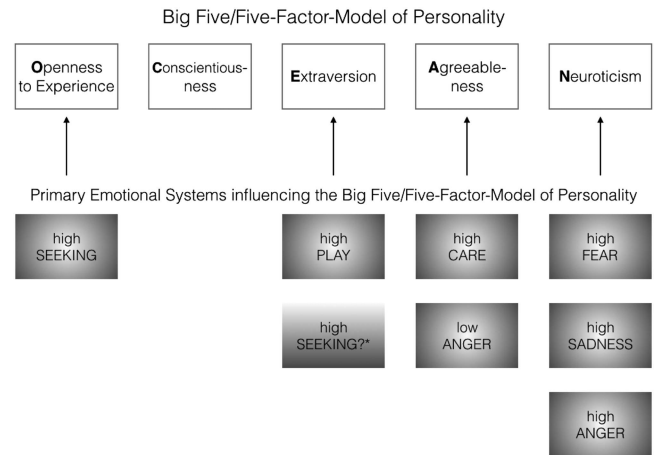 Big Five/Five-Factor-Model of Personality
Openness
to Experience
Conscientious-
ness
Extraversion
Agreeable-
ness
Neuroticism
Primary Emotional Systems influencing the Big Five/Five-Factor-Model of Personality
high
SEEKING
high
PLAY
high
CARE
high
FEAR
high
SEEKING?*
low
ANGER
high
SADNESS
high
ANGER